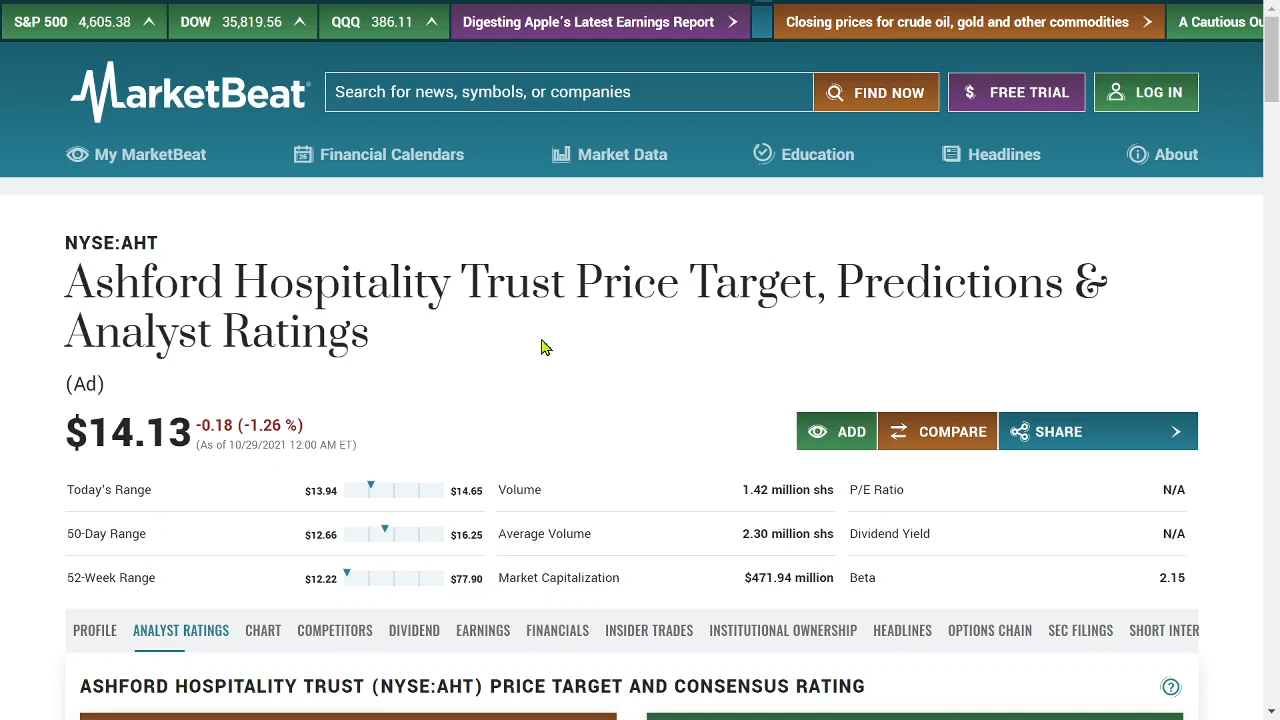 S&P 500 4,605.38 DOW 35,819.56 QQQ 386.11 Digesting Apple's Latest Earnings Report Closing prices for crude oil, gold and other commodities A Cautious
MarketBeat
Search for news, symbols, or companies
FIND NOW
$ FREE TRIAL
LOG IN
My MarketBeat Financial Calendars Market Data Education Headlines About
NYSE:AHT
Ashford Hospitality Trust Price Target, Predictions &
Analyst Ratings
(Ad)
$14.13 -0.18 (-1.26 %)
(As of 10/29/2021 12:00 AM ET)
ADD COMPARE SHARE
Today's Range $13.94 $14.65 Volume 1.42 million shs P/E Ratio N/A
50-Day Range $12.66 $16.25 Average Volume 2.30 million shs Dividend Yield N/A
52-Week Range $12.22 $77.90 Market Capitalization $471.94 million Beta 2.15
PROFILE ANALYST RATINGS CHART COMPETITORS DIVIDEND EARNINGS FINANCIALS INSIDER TRADES INSTITUTIONAL OWNERSHIP HEADLINES OPTIONS CHAIN SEC FILINGS SHORT INTER
ASHFORD HOSPITALITY TRUST (NYSE:AHT) PRICE TARGET AND CONSENSUS RATING